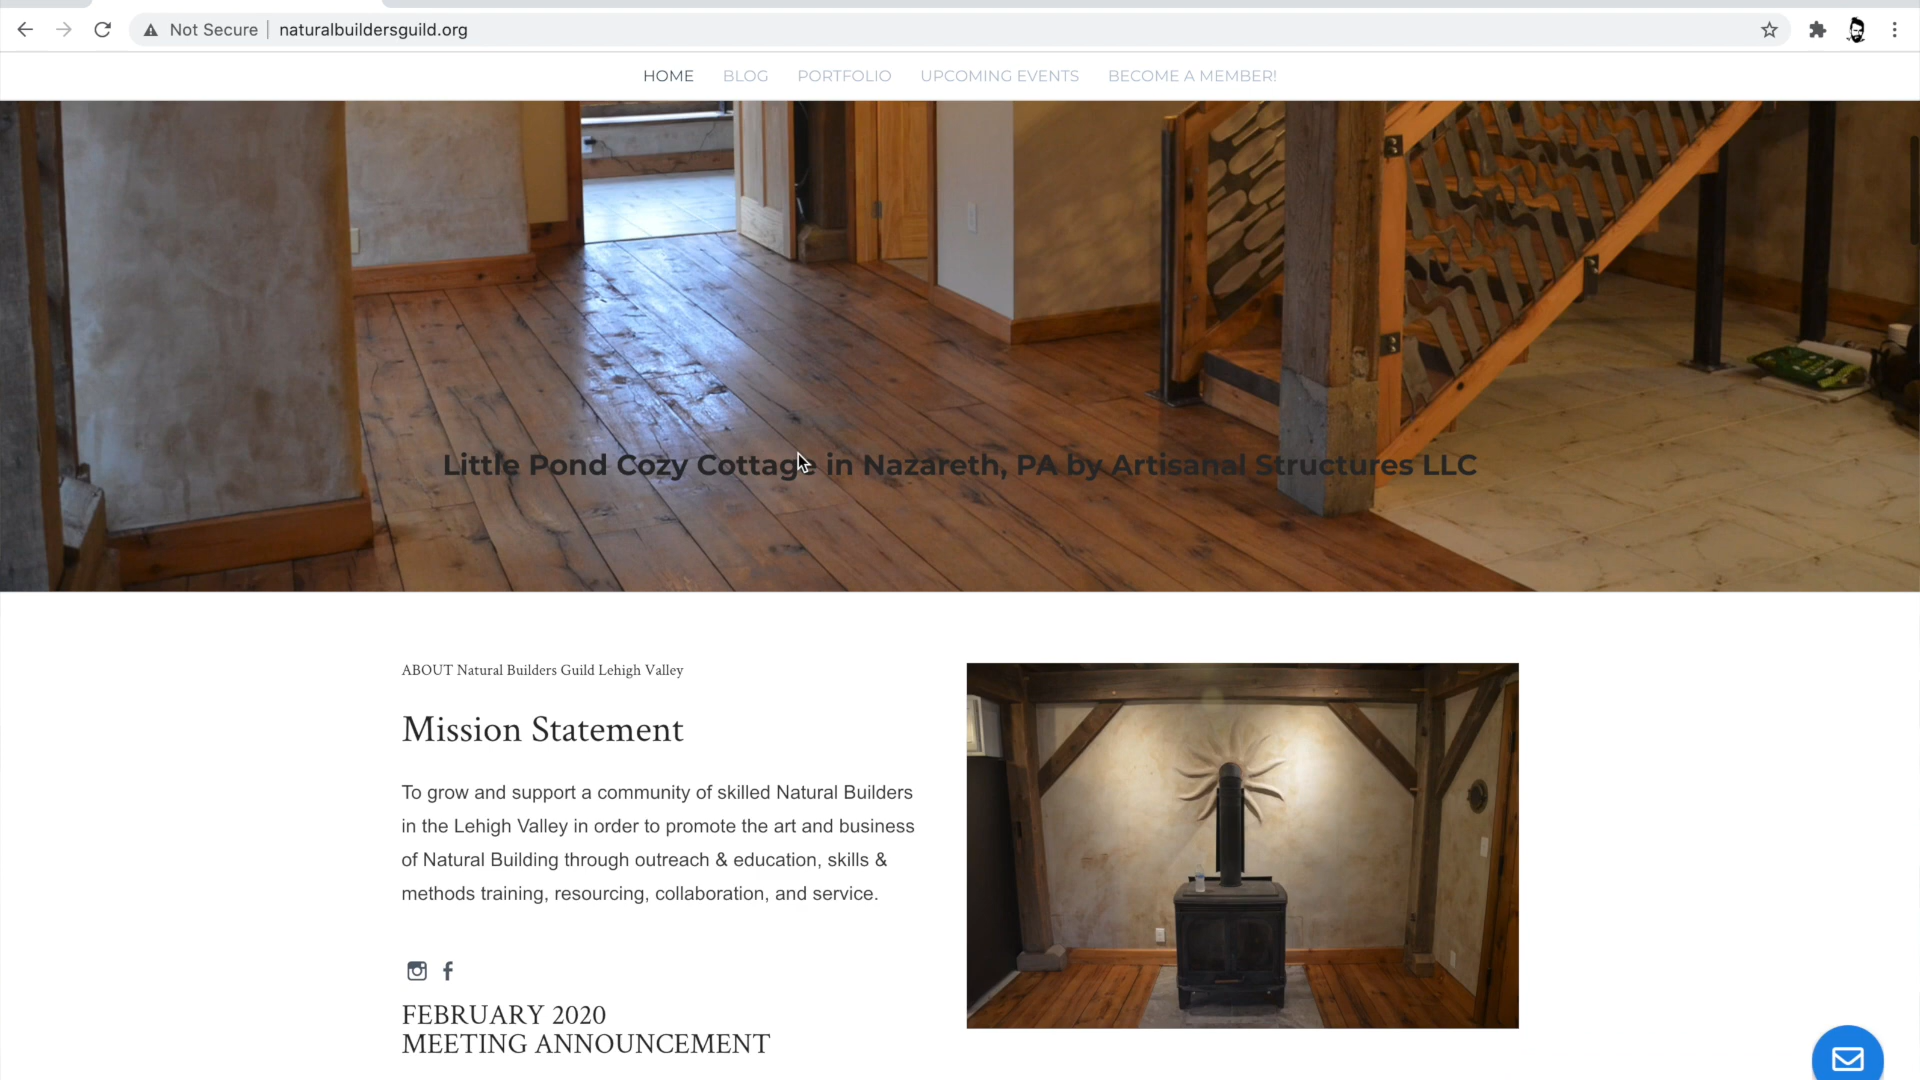 Not Secure | naturalbuildersguild.org
HOME BLOG PORTFOLIO UPCOMING EVENTS BECOME A MEMBER!
Little Pond Cozy Cottage in Nazareth, PA by Artisanal Structures LLC
ABOUT Natural Builders Guild Lehigh Valley
Mission Statement
To grow and support a community of skilled Natural Builders
in the Lehigh Valley in order to promote the art and business
of Natural Building through outreach & education, skills &
methods training, resourcing, collaboration, and service.
FEBRUARY 2020
MEETING ANNOUNCEMENT